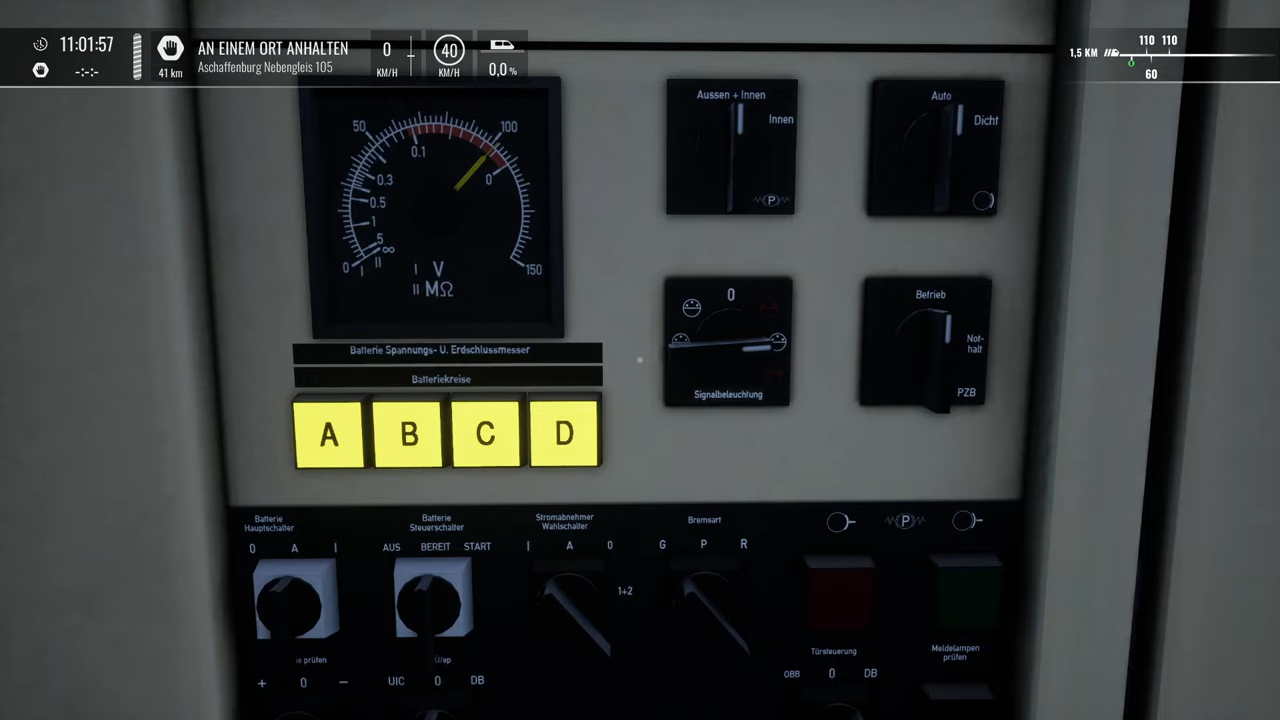 11:01:57
-:-:-
41 km
AN EINEM ORT ANHALTEN
Aschaffenburg Nebengleis 105
0
KM/H
40
KM/H
0,0 %
1,5 KM
110 110
60
50
100
0.1
0.3
0
0.5
1
5
∞
0
I
II
150
I V
II MΩ
Batterie Spannungs- U. Erdschlussmesser
Batteriekreise
A B C D
Aussen + Innen
Innen
P
Auto
Dicht
0
Signalbeleuchtung
Betrieb
Not-
halt
PZB
Batterie
Hauptschalter
0 A I
Batterie
Steuerschalter
AUS BEREIT START
Stromabnehmer
Wahlschalter
I A 0
1+2
Bremsart
G P R
P
e prüfen
+ 0 −
Ü/ep
UIC 0 DB
Türsteuerung
OBB 0 DB
Meldelampen
prüfen